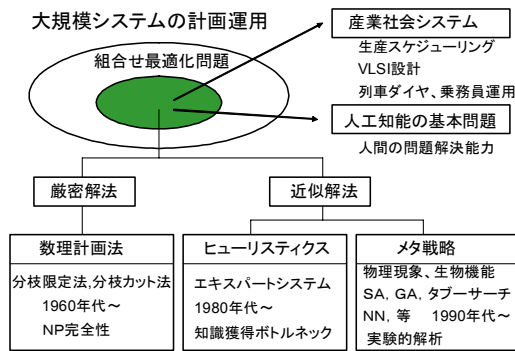 大規模システムの計画運用
組合せ最適化問題
産業社会システム
生産スケジューリング
VLSI設計
列車ダイヤ、乗務員運用
人工知能の基本問題
人間の問題解決能力
厳密解法
近似解法
数理計画法
分枝限定法,分枝カット法
1960年代～
NP完全性
ヒューリスティクス
エキスパートシステム
1980年代～
知識獲得ボトルネック
メタ戦略
物理現象、生物機能
SA, GA, タブーサーチ
NN, 等 1990年代～
実験的解析